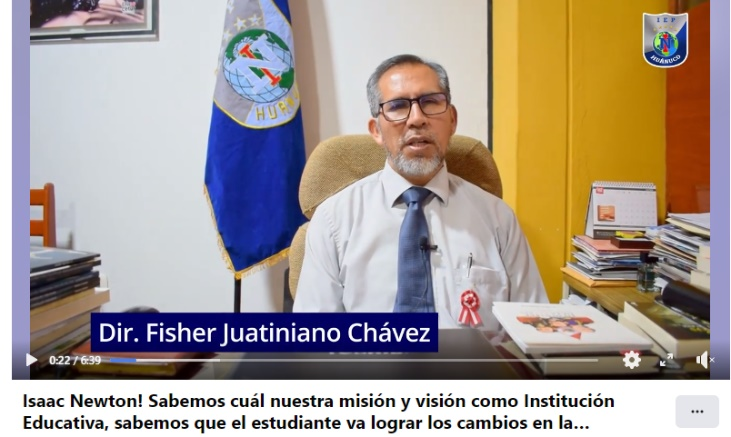 I E P
HUÁNUCO
Dir. Fisher Juatiniano Chávez
0:22 / 6:39
Isaac Newton! Sabemos cuál nuestra misión y visión como Institución
Educativa, sabemos que el estudiante va lograr los cambios en la...